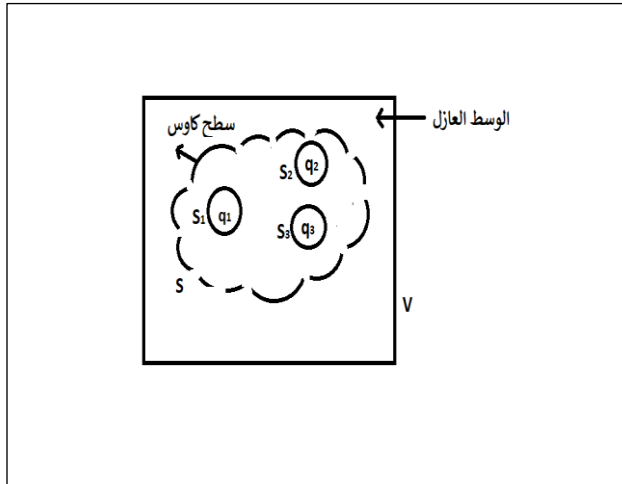 سطح كاوس
الوسط العازل
S₂ q₂
S₁ q₁
S₃ q₃
S
V